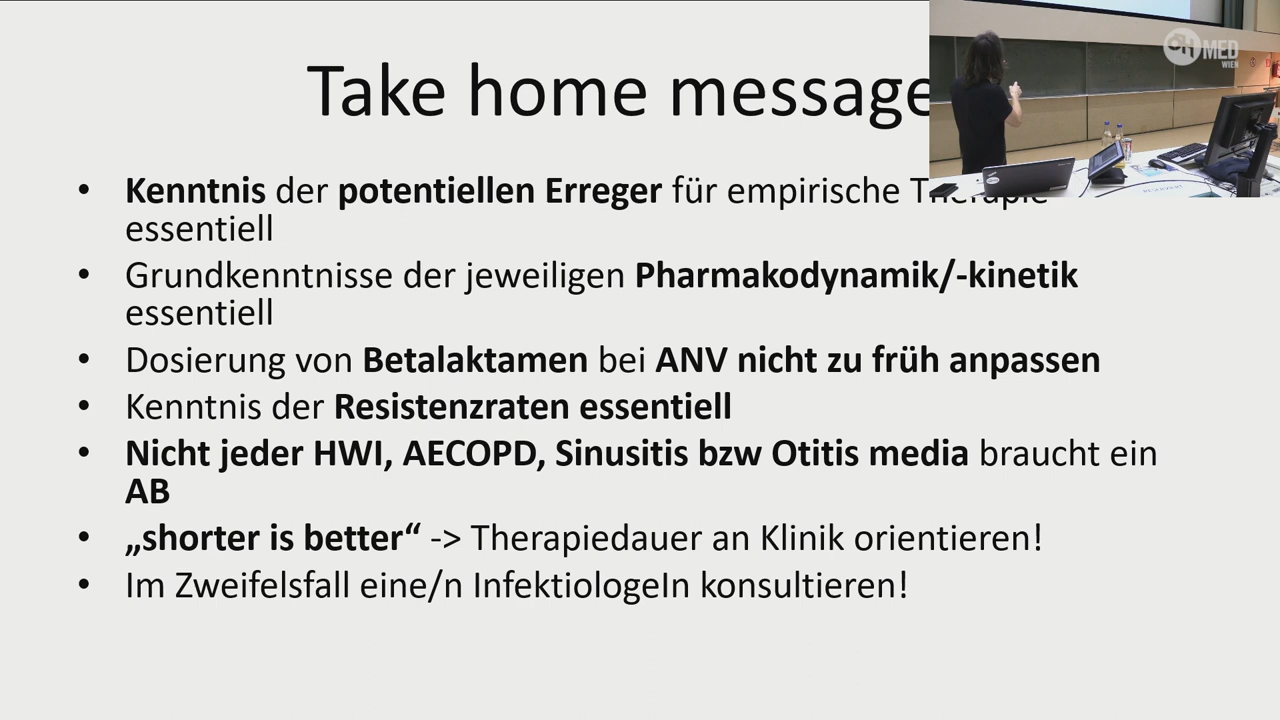 Take home message
• Kenntnis der potentiellen Erreger für empirische Therapie
essentiell
• Grundkenntnisse der jeweiligen Pharmakodynamik/-kinetik
essentiell
• Dosierung von Betalaktamen bei ANV nicht zu früh anpassen
• Kenntnis der Resistenzraten essentiell
• Nicht jeder HWI, AECOPD, Sinusitis bzw Otitis media braucht ein
AB
• „shorter is better“ -> Therapiedauer an Klinik orientieren!
• Im Zweifelsfall eine/n InfektiologeIn konsultieren!
ÖH MED
WIEN